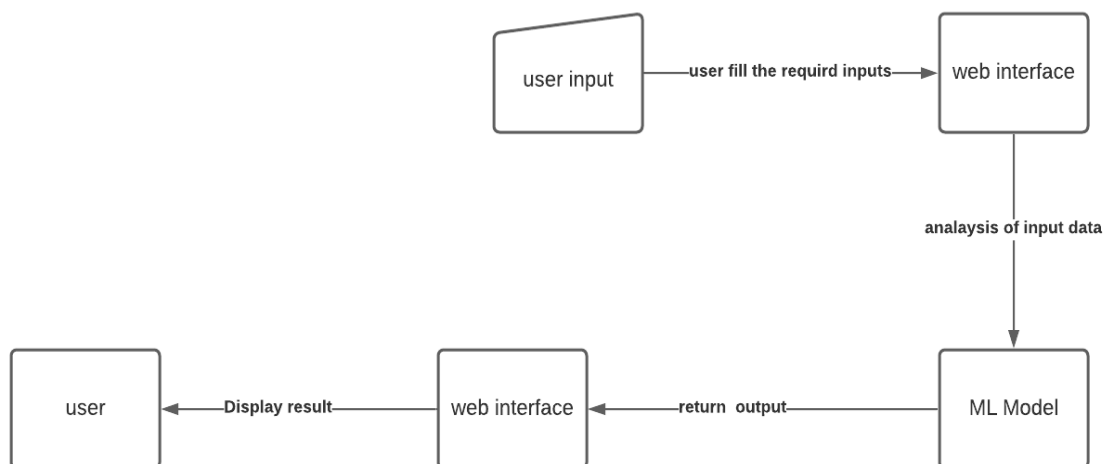 user input
user fill the requird inputs
web interface
analaysis of input data
user
Display result
web interface
return output
ML Model